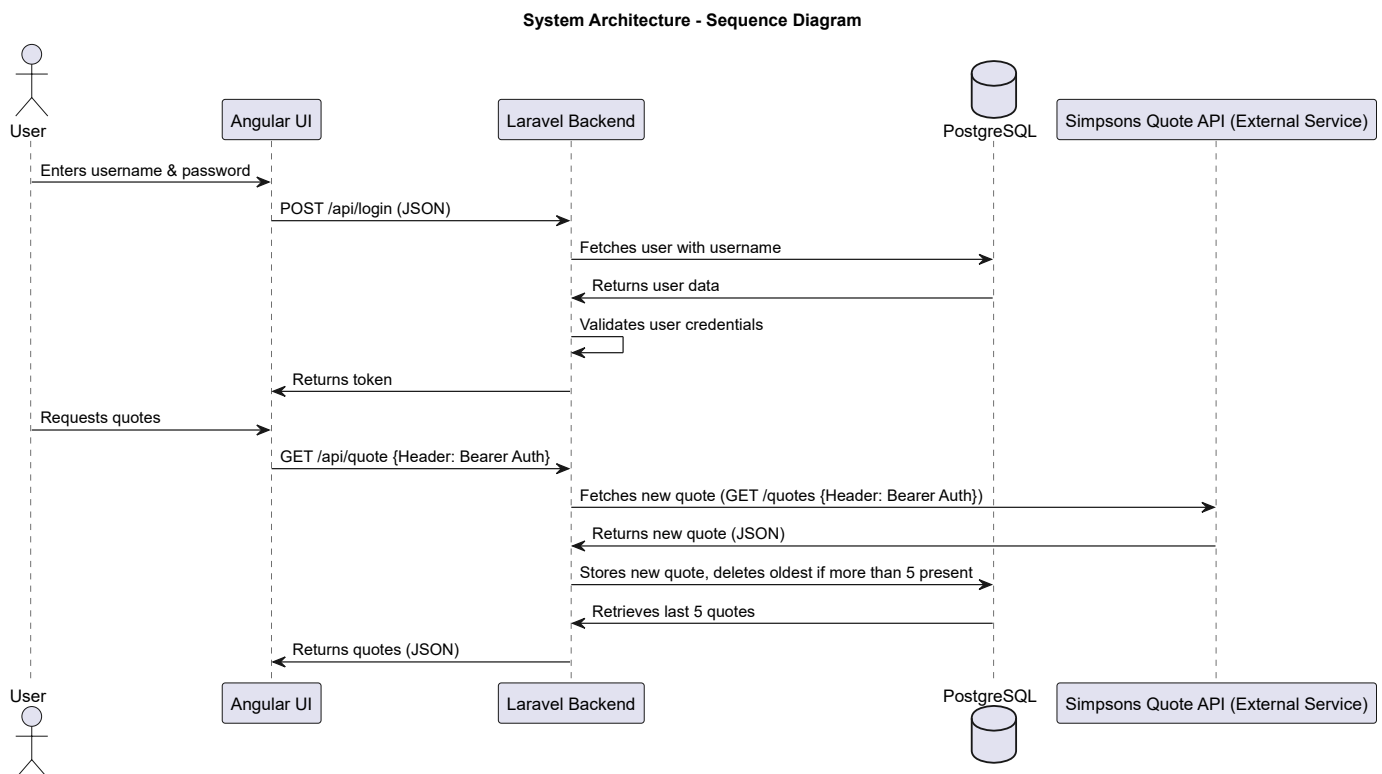 System Architecture - Sequence Diagram
User
Angular UI
Laravel Backend
PostgreSQL
Simpsons Quote API (External Service)
Enters username & password
POST /api/login (JSON)
Fetches user with username
Returns user data
Validates user credentials
Returns token
Requests quotes
GET /api/quote {Header: Bearer Auth}
Fetches new quote (GET /quotes {Header: Bearer Auth})
Returns new quote (JSON)
Stores new quote, deletes oldest if more than 5 present
Retrieves last 5 quotes
Returns quotes (JSON)
User
Angular UI
Laravel Backend
PostgreSQL
Simpsons Quote API (External Service)